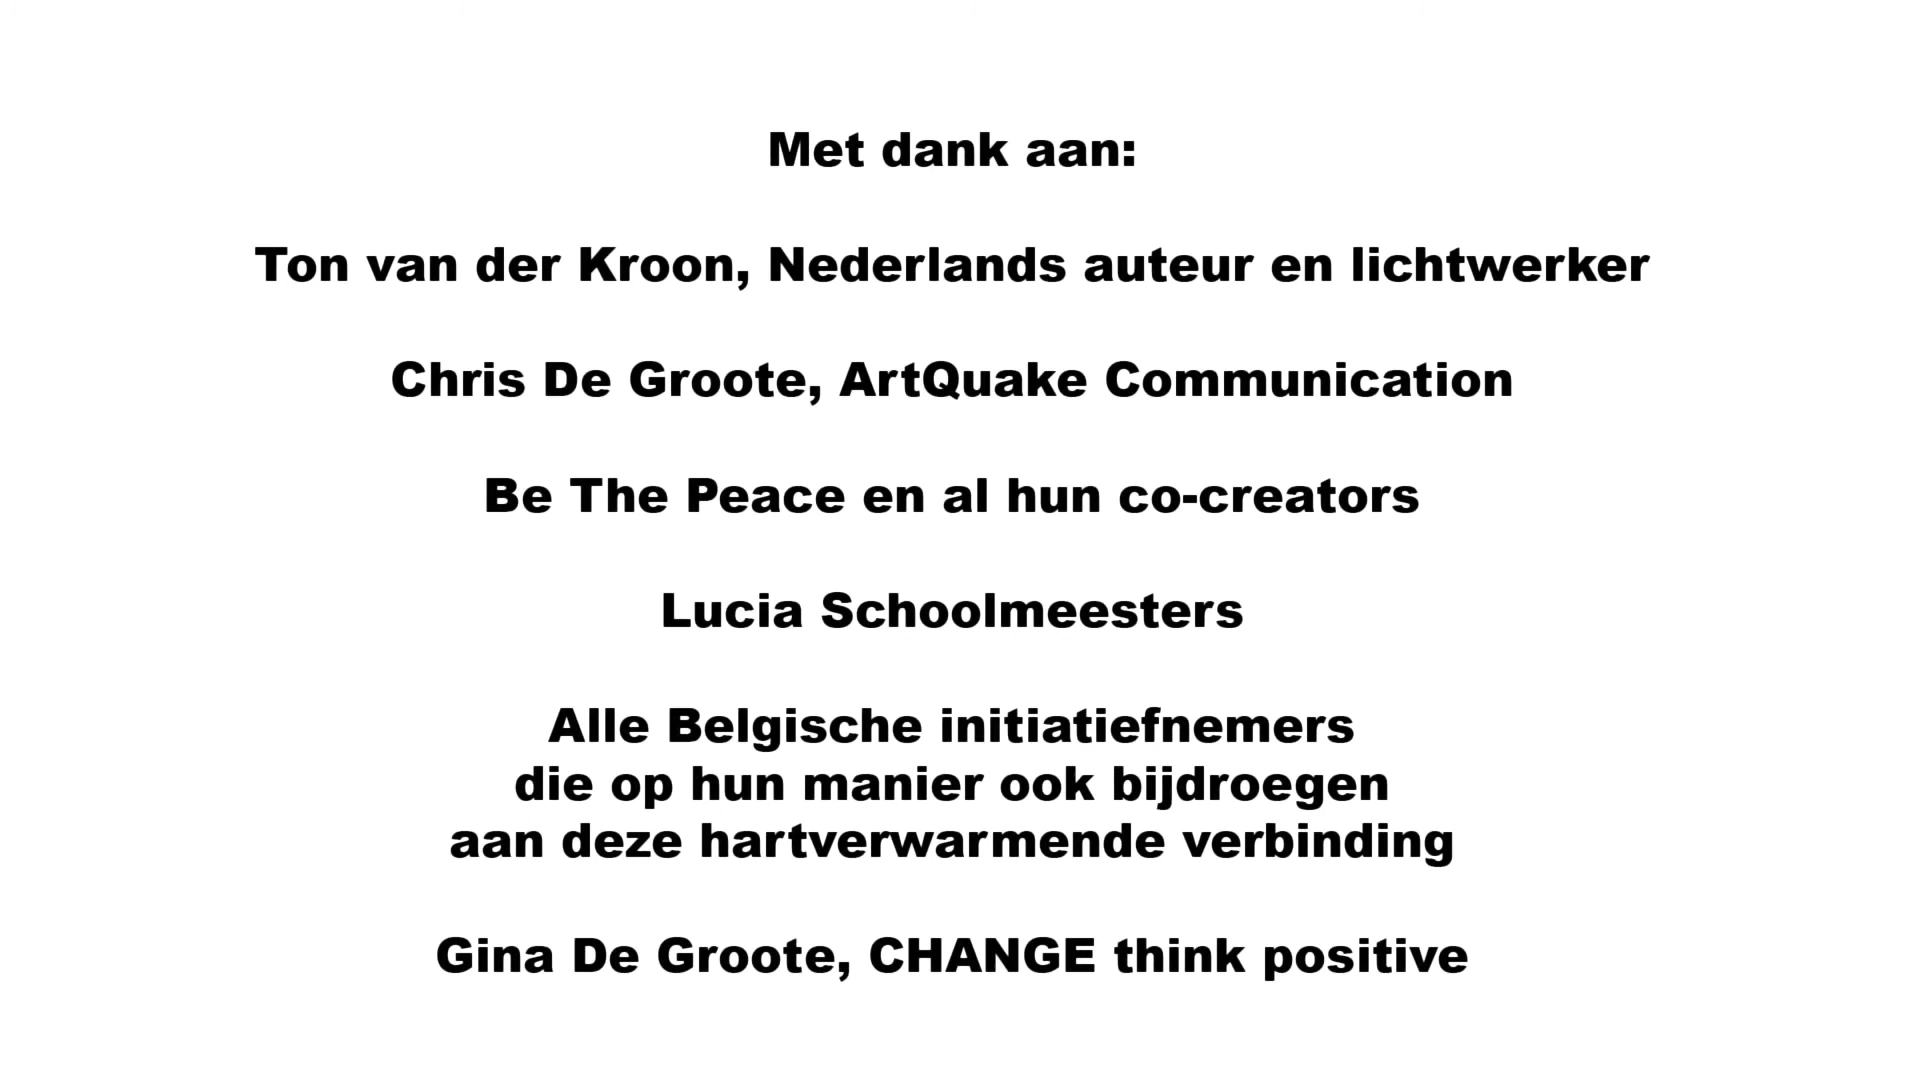 Met dank aan:
Ton van der Kroon, Nederlands auteur en lichtwerker
Chris De Groote, ArtQuake Communication
Be The Peace en al hun co-creators
Lucia Schoolmeesters
Alle Belgische initiatiefnemers
die op hun manier ook bijdroegen
aan deze hartverwarmende verbinding
Gina De Groote, CHANGE think positive